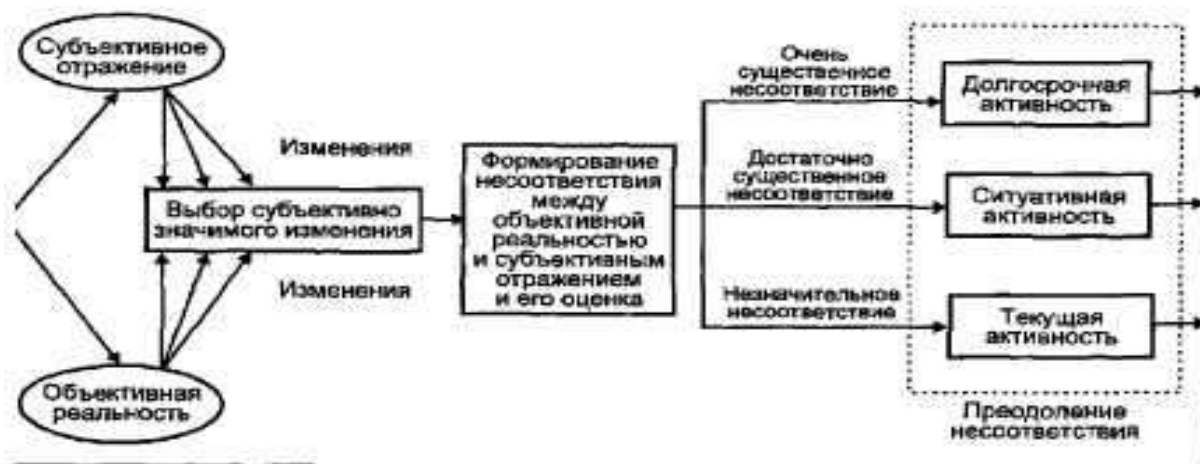 Субъективное
отражение
Изменения
Выбор субъективно
значимого изменения
Изменения
Объективная
реальность
Формирование
несоответствия
между
объективной
реальностью
и субъективным
отражением
и его оценка
Очень
существенное
несоответствие
Достаточно
существенное
несоответствие
Незначительное
несоответствие
Долгосрочная
активность
Ситуативная
активность
Текущая
активность
Преодоление
несоответствия